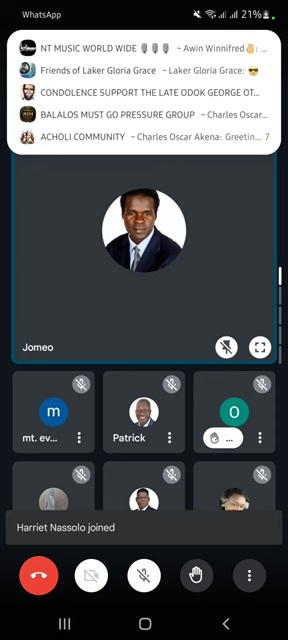 WhatsApp
21%
NT MUSIC WORLD WIDE 🎙️🎙️🎙️ ~ Awin Winnifred🤚: ...
Friends of Laker Gloria Grace ~ Laker Gloria Grace: 😎
CONDOLENCE SUPPORT THE LATE ODOK GEORGE OT...
BALALOS MUST GO PRESSURE GROUP ~ Charles Oscar...
ACHOLI COMMUNITY ~ Charles Oscar Akena: Greetin... 7
Jomeo
m
O
mt. ev...
Patrick
...
Harriet Nassolo joined